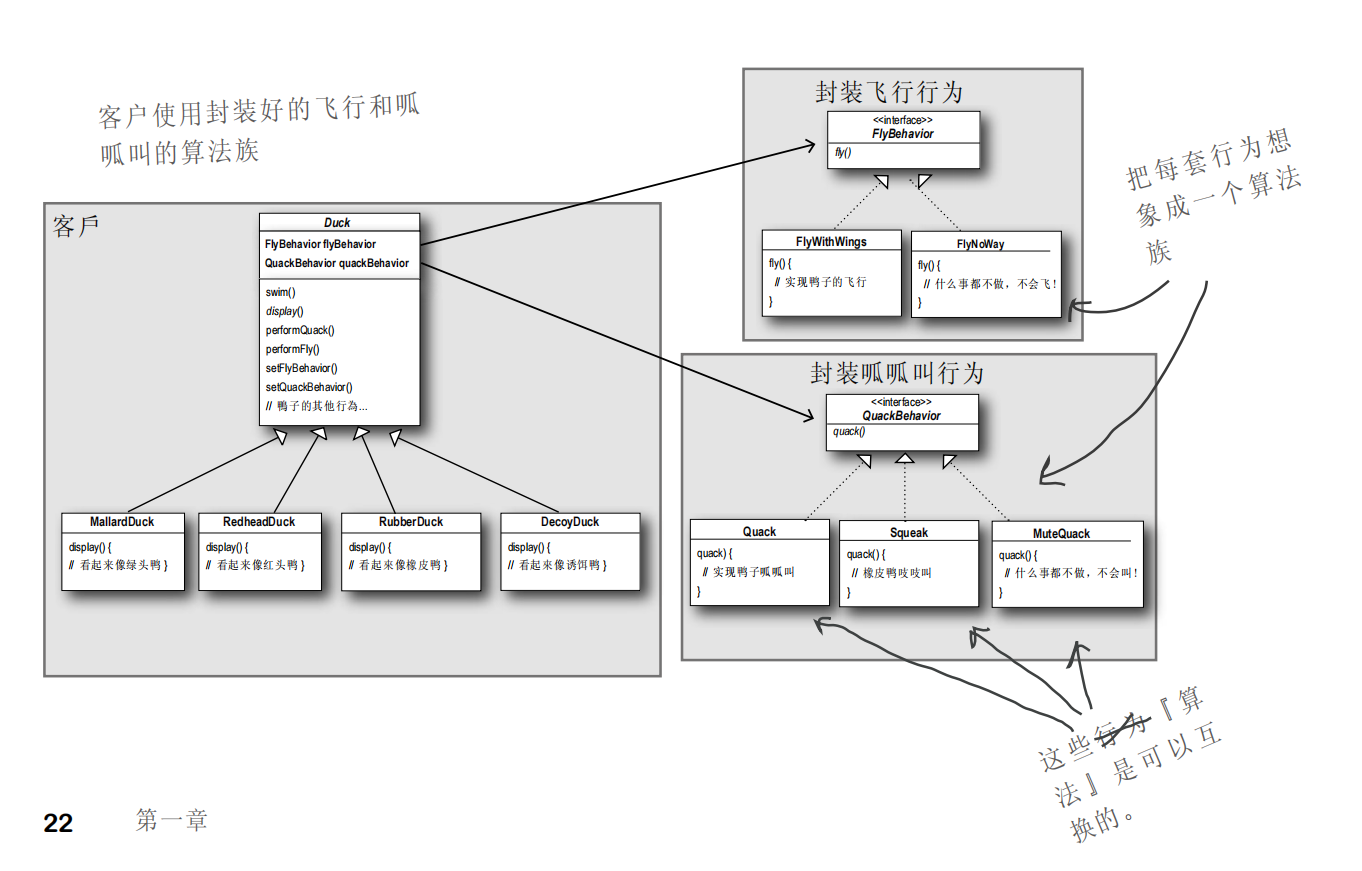 客户使用封装好的飞行和呱
呱叫的算法族
客戶
Duck
FlyBehavior flyBehavior
QuackBehavior quackBehavior
swim()
display()
performQuack()
performFly()
setFlyBehavior()
setQuackBehavior()
// 鸭子的其他行為...
MallardDuck
display() {
// 看起来像绿头鸭 }
RedheadDuck
display() {
// 看起来像红头鸭 }
RubberDuck
display() {
// 看起来像橡皮鸭 }
DecoyDuck
display() {
// 看起来像诱饵鸭 }
封装飞行行为
<<interface>>
FlyBehavior
fly()
FlyWithWings
fly() {
// 实现鸭子的飞行
}
FlyNoWay
fly() {
// 什么事都不做，不会飞！
}
把每套行为想
象成一个算法
族
封装呱呱叫行为
<<interface>>
QuackBehavior
quack()
Quack
quack) {
// 实现鸭子呱呱叫
}
Squeak
quack() {
// 橡皮鸭吱吱叫
}
MuteQuack
quack() {
// 什么事都不做，不会叫！
}
这些行为『算
法』是可以互
换的。
22 第一章